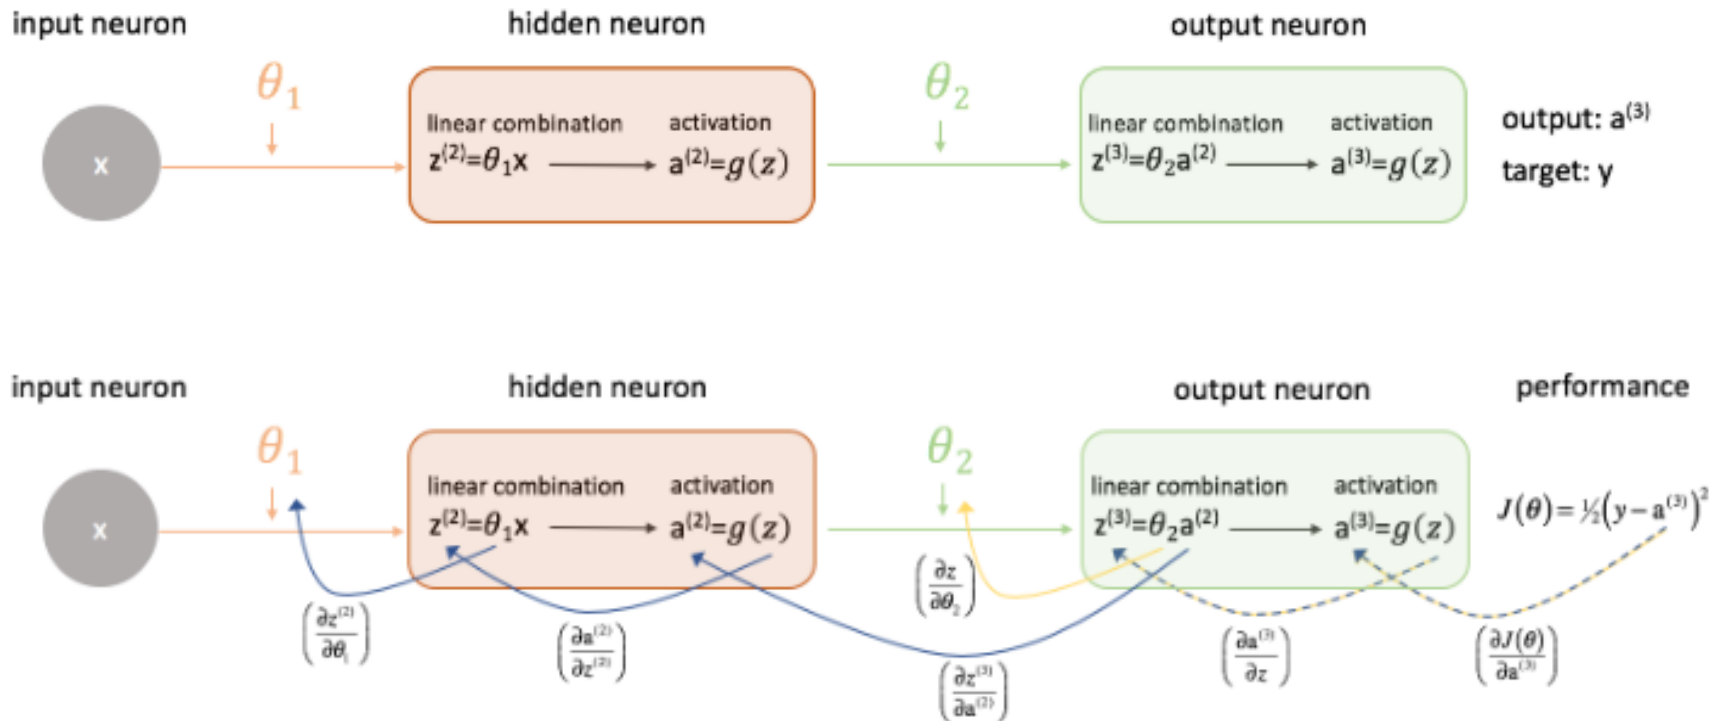 input neuron hidden neuron output neuron
θ₁ θ₂
linear combination activation linear combination activation output: a⁽³⁾
x z⁽²⁾=θ₁x a⁽²⁾=g(z) z⁽³⁾=θ₂a⁽²⁾ a⁽³⁾=g(z) target: y
input neuron hidden neuron output neuron performance
θ₁ θ₂
linear combination activation linear combination activation
x z⁽²⁾=θ₁x a⁽²⁾=g(z) z⁽³⁾=θ₂a⁽²⁾ a⁽³⁾=g(z) J(θ)=½(y−a⁽³⁾)²
(∂z⁽²⁾/∂θ₁) (∂a⁽²⁾/∂z⁽²⁾) (∂z/∂θ₂) (∂z⁽³⁾/∂a⁽²⁾) (∂a⁽³⁾/∂z) (∂J(θ)/∂a⁽³⁾)